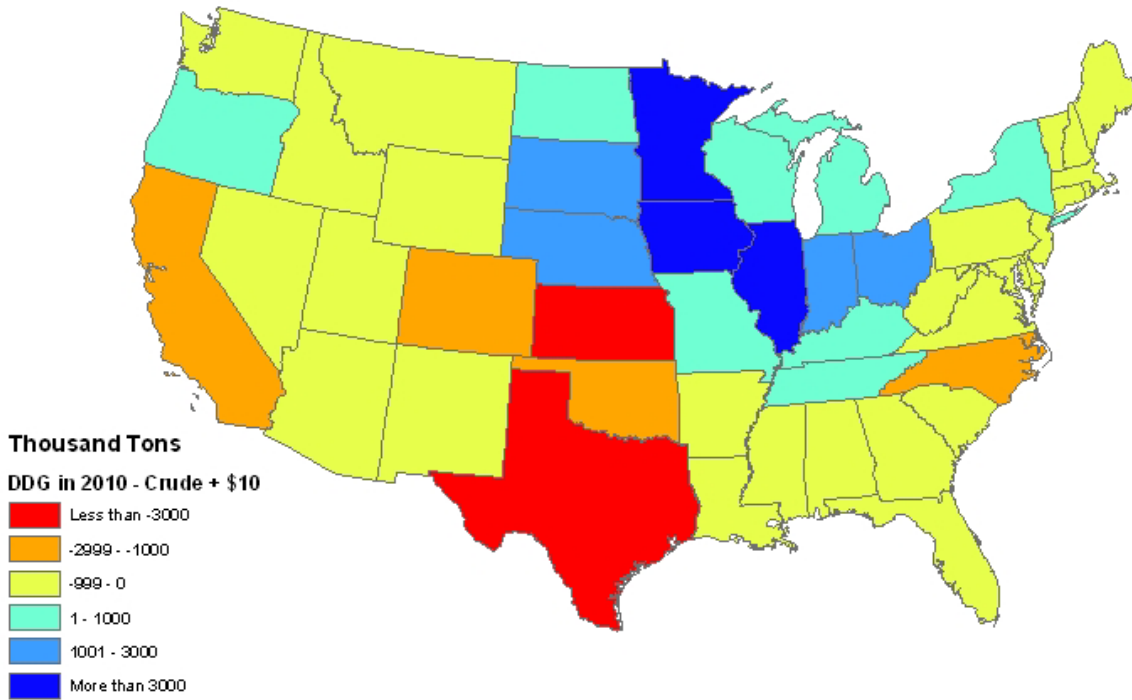 Thousand Tons
DDG in 2010 - Crude + $10
Less than -3000
-2999 - -1000
-999 - 0
1 - 1000
1001 - 3000
More than 3000